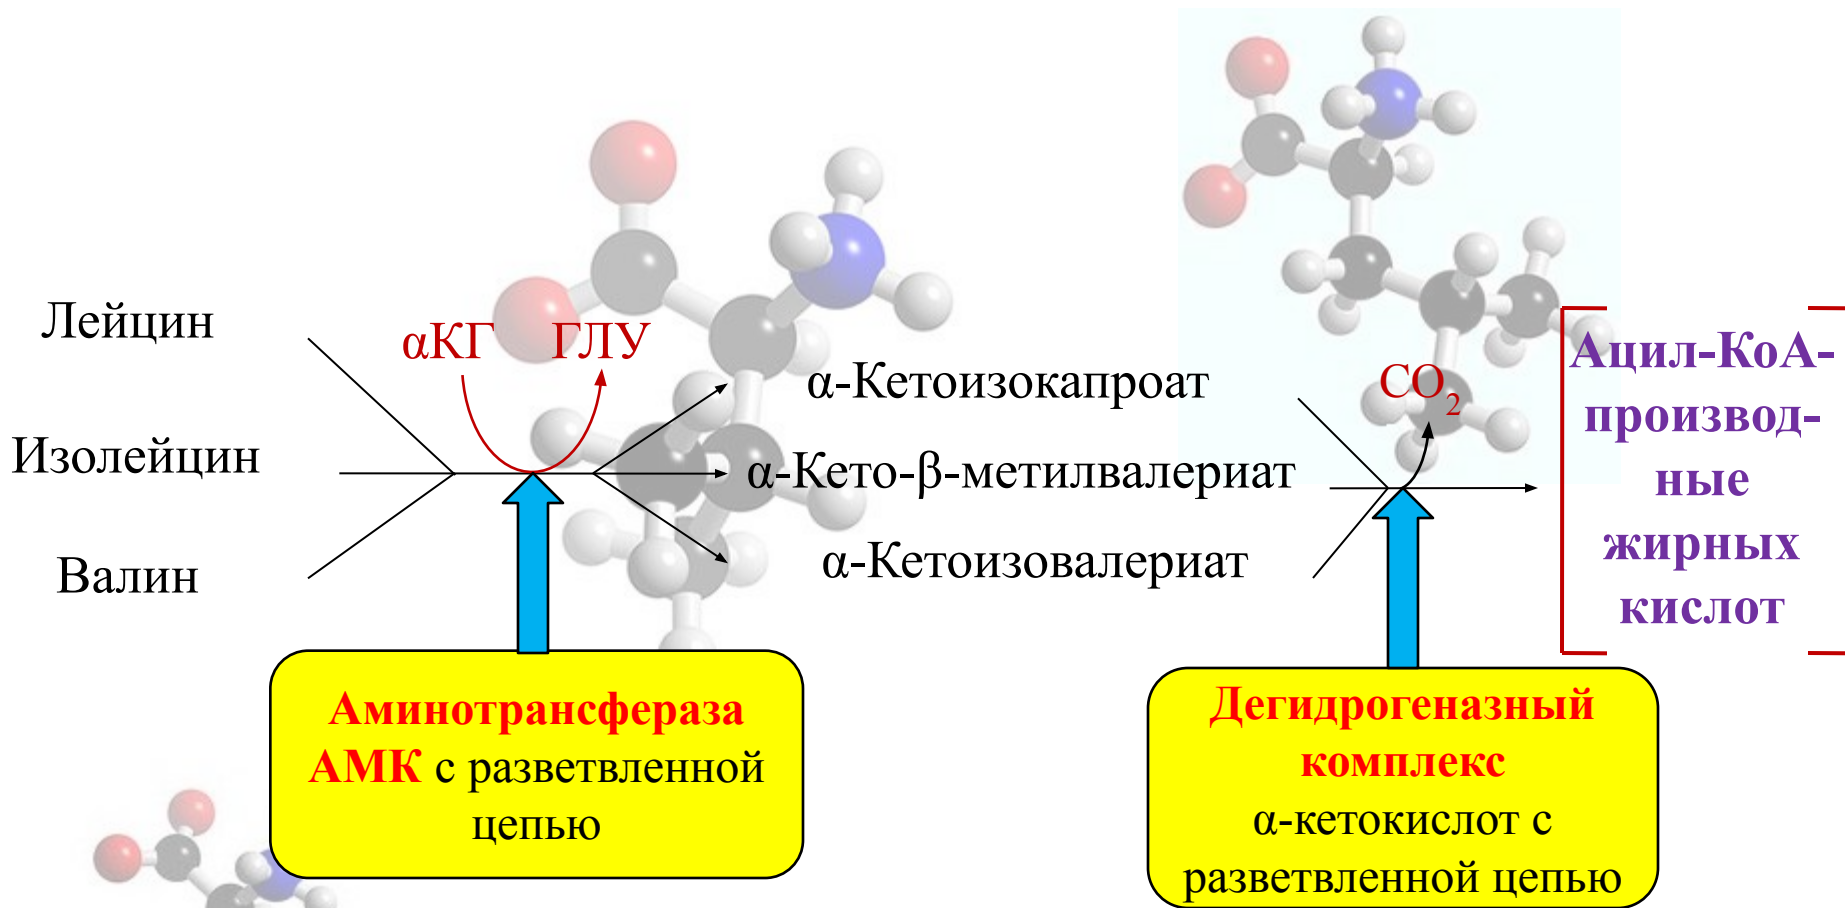 Лейцин
Изолейцин
Валин
αКГ
ГЛУ
α-Кетоизокапроат
α-Кето-β-метилвалериат
α-Кетоизовалериат
CO₂
Ацил-КоА-
производ-
ные
жирных
кислот
Аминотрансфераза
АМК с разветвленной
цепью
Дегидрогеназный
комплекс
α-кетокислот с
разветвленной цепью